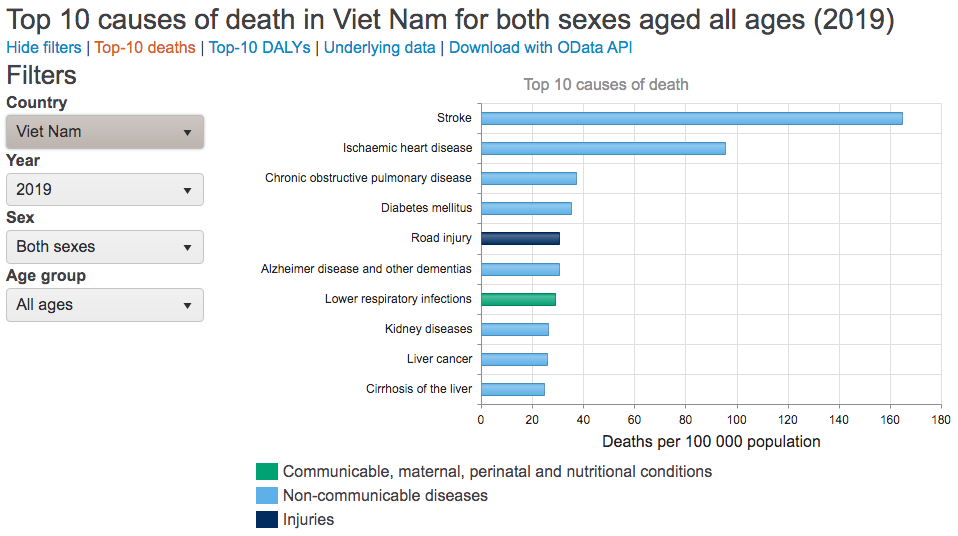 Top 10 causes of death in Viet Nam for both sexes aged all ages (2019)
Hide filters | Top-10 deaths | Top-10 DALYs | Underlying data | Download with OData API
Filters
Country
Viet Nam
Year
2019
Sex
Both sexes
Age group
All ages
Top 10 causes of death
Stroke
Ischaemic heart disease
Chronic obstructive pulmonary disease
Diabetes mellitus
Road injury
Alzheimer disease and other dementias
Lower respiratory infections
Kidney diseases
Liver cancer
Cirrhosis of the liver
0 20 40 60 80 100 120 140 160 180
Deaths per 100 000 population
Communicable, maternal, perinatal and nutritional conditions
Non-communicable diseases
Injuries